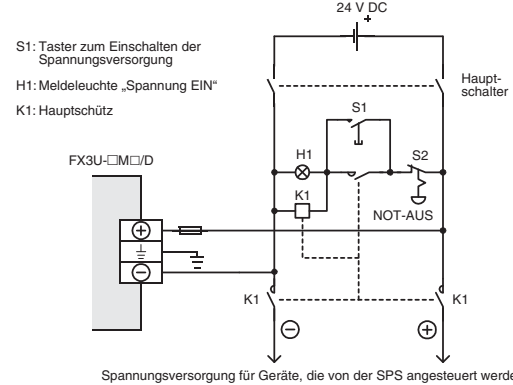 24 V DC
+
S1: Taster zum Einschalten der
Spannungsversorgung
H1: Meldeleuchte „Spannung EIN“
K1: Hauptschütz
Haupt-
schalter
S1
FX3U-□M□/D
H1
S2
K1
NOT-AUS
K1
K1
Spannungsversorgung für Geräte, die von der SPS angesteuert werde